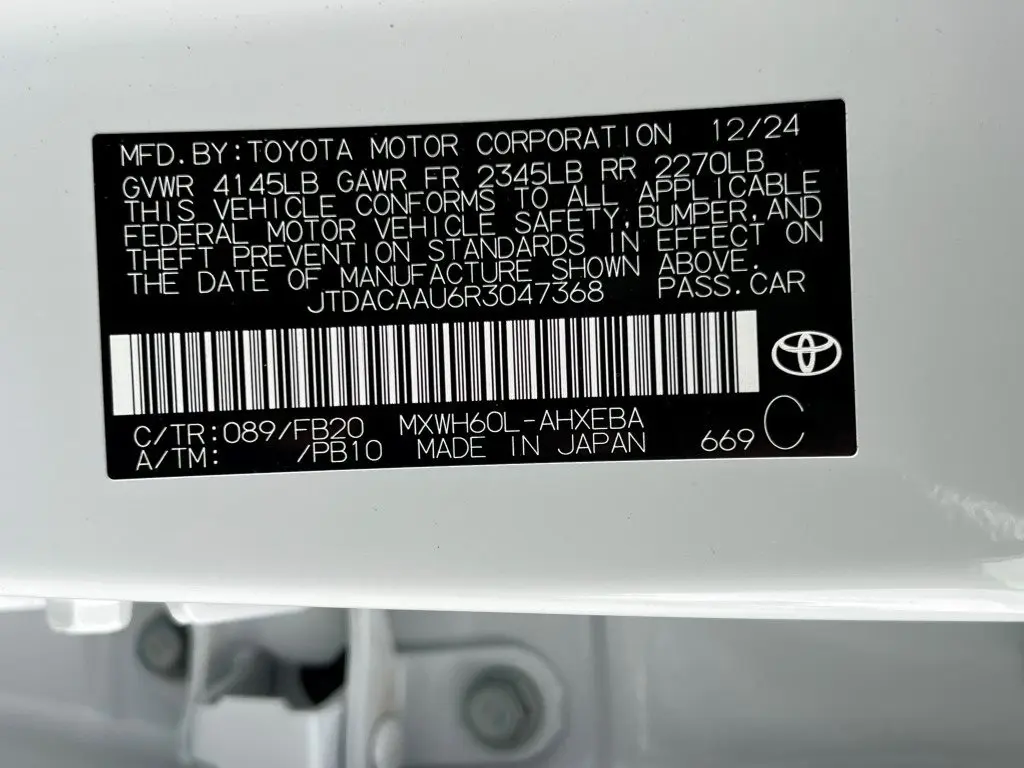 MFD.BY:TOYOTA MOTOR CORPORATION 12/24
GVWR 4145LB GAWR FR 2345LB RR 2270LB
THIS VEHICLE CONFORMS TO ALL APPLICABLE
FEDERAL MOTOR VEHICLE SAFETY,BUMPER,AND
THEFT PREVENTION STANDARDS IN EFFECT ON
THE DATE OF MANUFACTURE SHOWN ABOVE.
JTDACAAU6R3047368 PASS.CAR
C/TR:089/FB20 MXWH60L-AHXEBA
A/TM: /PB10 MADE IN JAPAN 669 C